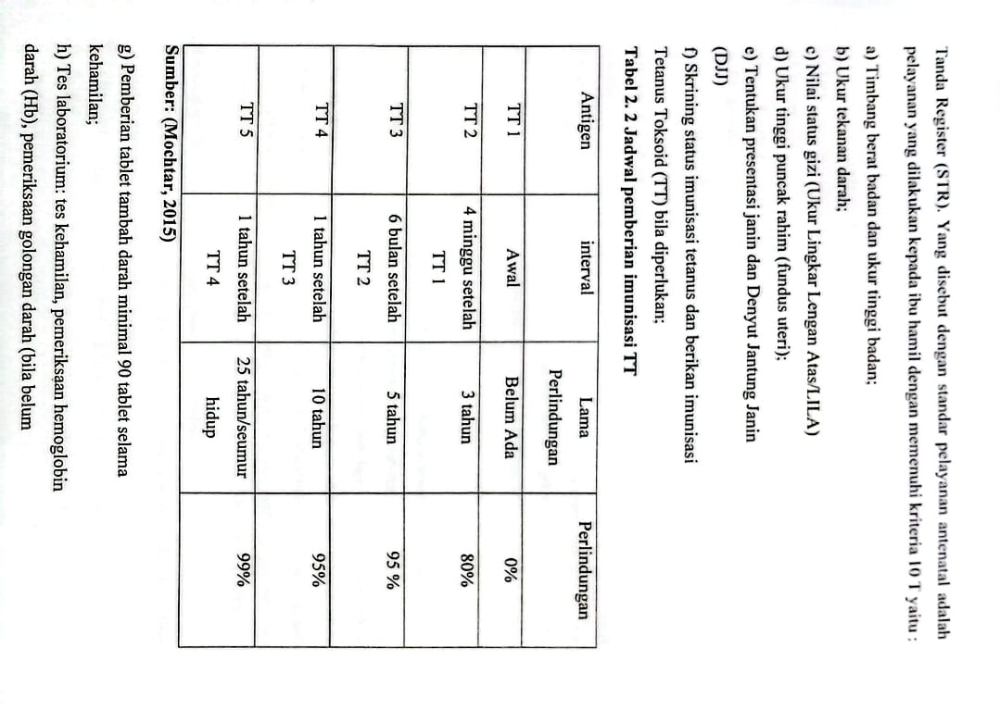 Tanda Register (STR). Yang disebut dengan standar pelayanan antenatal adalah
pelayanan yang dilakukan kepada ibu hamil dengan memenuhi kriteria 10 T yaitu :
a) Timbang berat badan dan ukur tinggi badan;
b) Ukur tekanan darah;
c) Nilai status gizi (Ukur Lingkar Lengan Atas/LILA)
d) Ukur tinggi puncak rahim (fundus uteri);
e) Tentukan presentasi janin dan Denyut Jantung Janin
(DJJ)
f) Skrining status imunisasi tetanus dan berikan imunisasi
Tetanus Toksoid (TT) bila diperlukan;
Tabel 2. 2 Jadwal pemberian imunisasi TT
Antigen interval Lama Perlindungan
Perlindungan
TT 1 Awal Belum Ada 0%
TT 2 4 minggu setelah 3 tahun 80%
TT 1
TT 3 6 bulan setelah 5 tahun 95 %
TT 2
TT 4 1 tahun setelah 10 tahun 95%
TT 3
TT 5 1 tahun setelah 25 tahun/seumur 99%
TT 4 hidup
Sumber: (Mochtar, 2015)
g) Pemberian tablet tambah darah minimal 90 tablet selama
kehamilan;
h) Tes laboratorium: tes kehamilan, pemeriksaan hemoglobin
darah (Hb), pemeriksaan golongan darah (bila belum